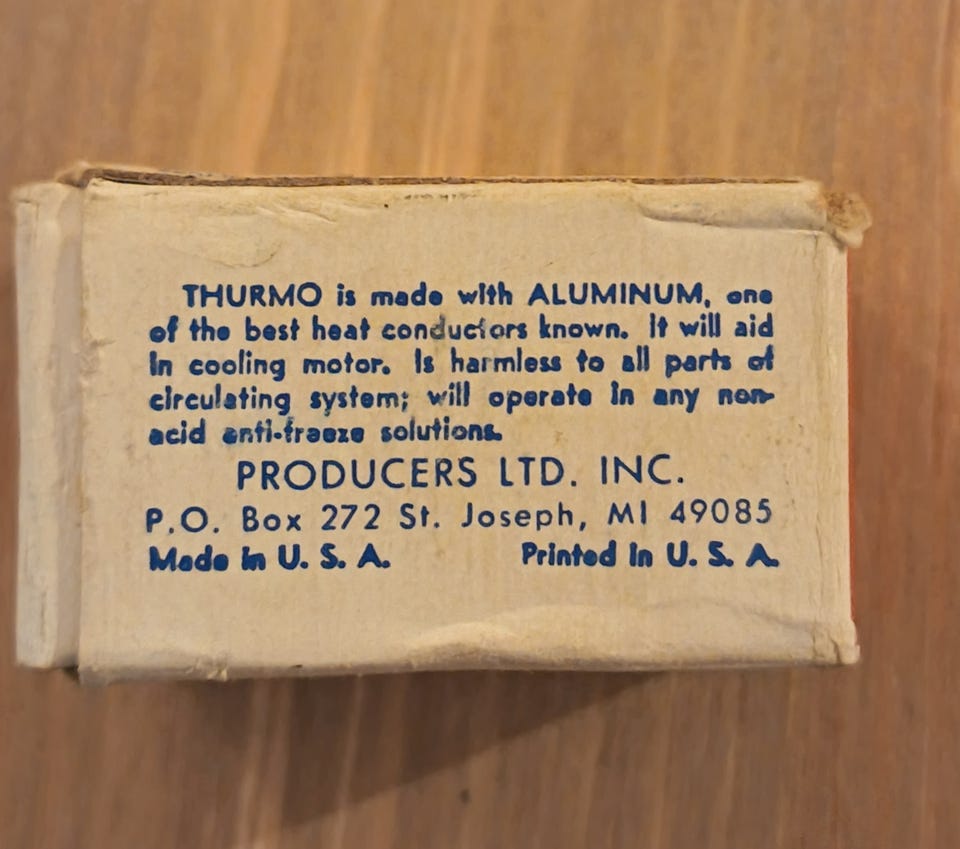 THURMO is made with ALUMINUM, one
of the best heat conductors known. It will aid
in cooling motor. Is harmless to all parts of
circulating system; will operate in any non-
acid anti-freeze solutions.
PRODUCERS LTD. INC.
P.O. Box 272 St. Joseph, MI 49085
Made in U. S. A. Printed in U. S. A.